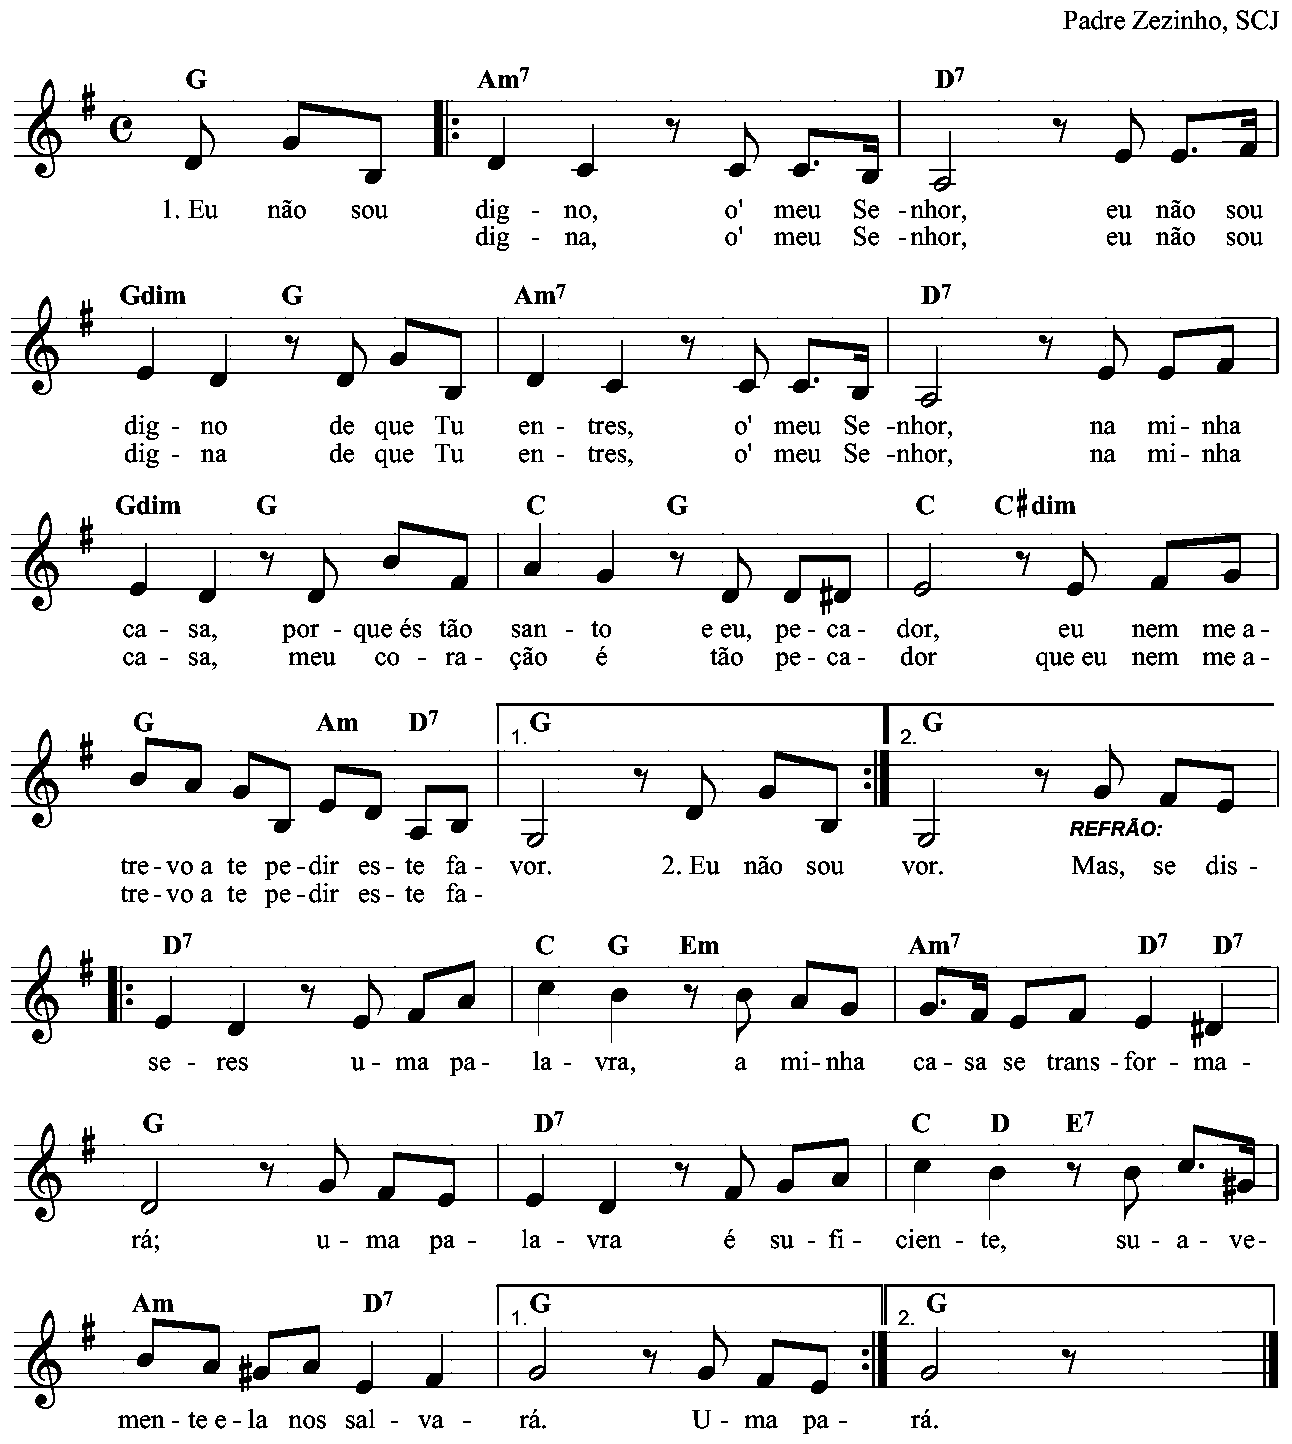 Padre Zezinho, SCJ
G Am7 D7
1. Eu não sou dig - no, o' meu Se -nhor, eu não sou
dig - na, o' meu Se -nhor, eu não sou
Gdim G Am7 D7
dig - no de que Tu en - tres, o' meu Se -nhor, na mi - nha
dig - na de que Tu en - tres, o' meu Se -nhor, na mi - nha
Gdim G C G C C#dim
ca - sa, por - que és tão san - to e eu, pe - ca - dor, eu nem me a -
ca - sa, meu co - ra - ção é tão pe - ca - dor que eu nem me a -
G Am D7 1. G 2. G
REFRÃO:
tre - vo a te pe - dir es - te fa - vor. 2. Eu não sou vor. Mas, se dis -
tre - vo a te pe - dir es - te fa -
D7 C G Em Am7 D7 D7
se - res u - ma pa - la - vra, a mi - nha ca - sa se trans - for - ma -
G D7 C D E7
rá; u - ma pa - la - vra é su - fi - cien - te, su - a - ve -
Am D7 1. G 2. G
men - te e - la nos sal - va - rá. U - ma pa - rá.